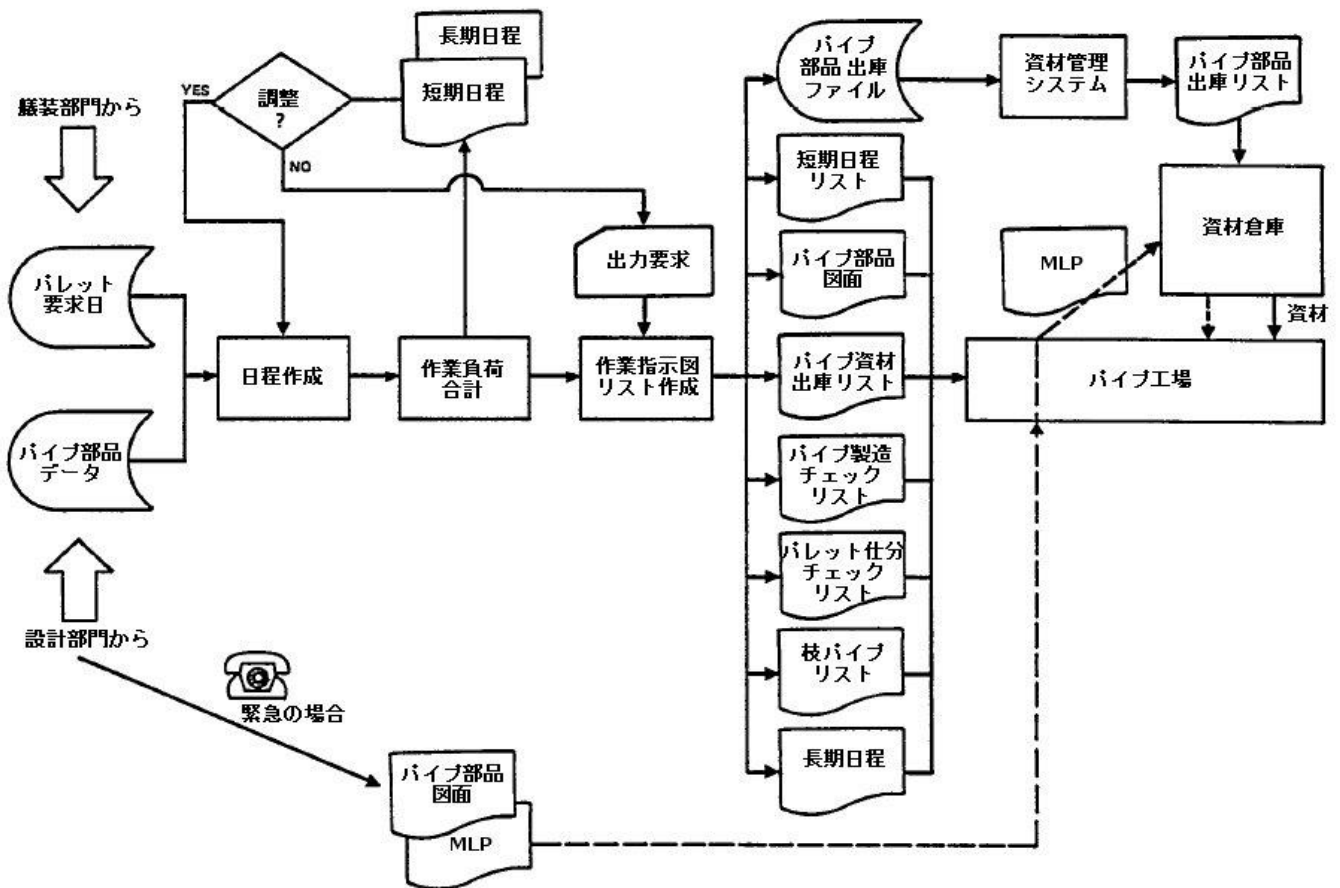 長期日程
短期日程
YES
調整
?
NO
艤装部門から
パレット
要求日
パイプ部品
データ
設計部門から
緊急の場合
パイプ部品
図面
MLP
日程作成
作業負荷
合計
出力要求
作業指示図
リスト作成
パイプ
部品 出庫
ファイル
短期日程
リスト
パイプ部品
図面
パイプ資材
出庫リスト
パイプ製造
チェック
リスト
パレット仕分
チェック
リスト
枝パイプ
リスト
長期日程
資材管理
システム
パイプ部品
出庫リスト
資材倉庫
MLP
資材
パイプ工場